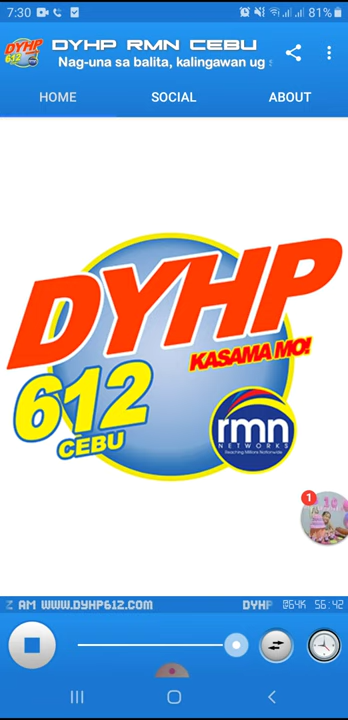 7:30
81%
DYHP RMN CEBU
Nag-una sa balita, kalingawan ug
HOME
SOCIAL
ABOUT
DYHP
KASAMA MO!
612
CEBU
rmn
NETWORKS
Reaching Millions Nationwide
1
Z AM WWW.DYHP612.COM
DYHP @64K 56:42